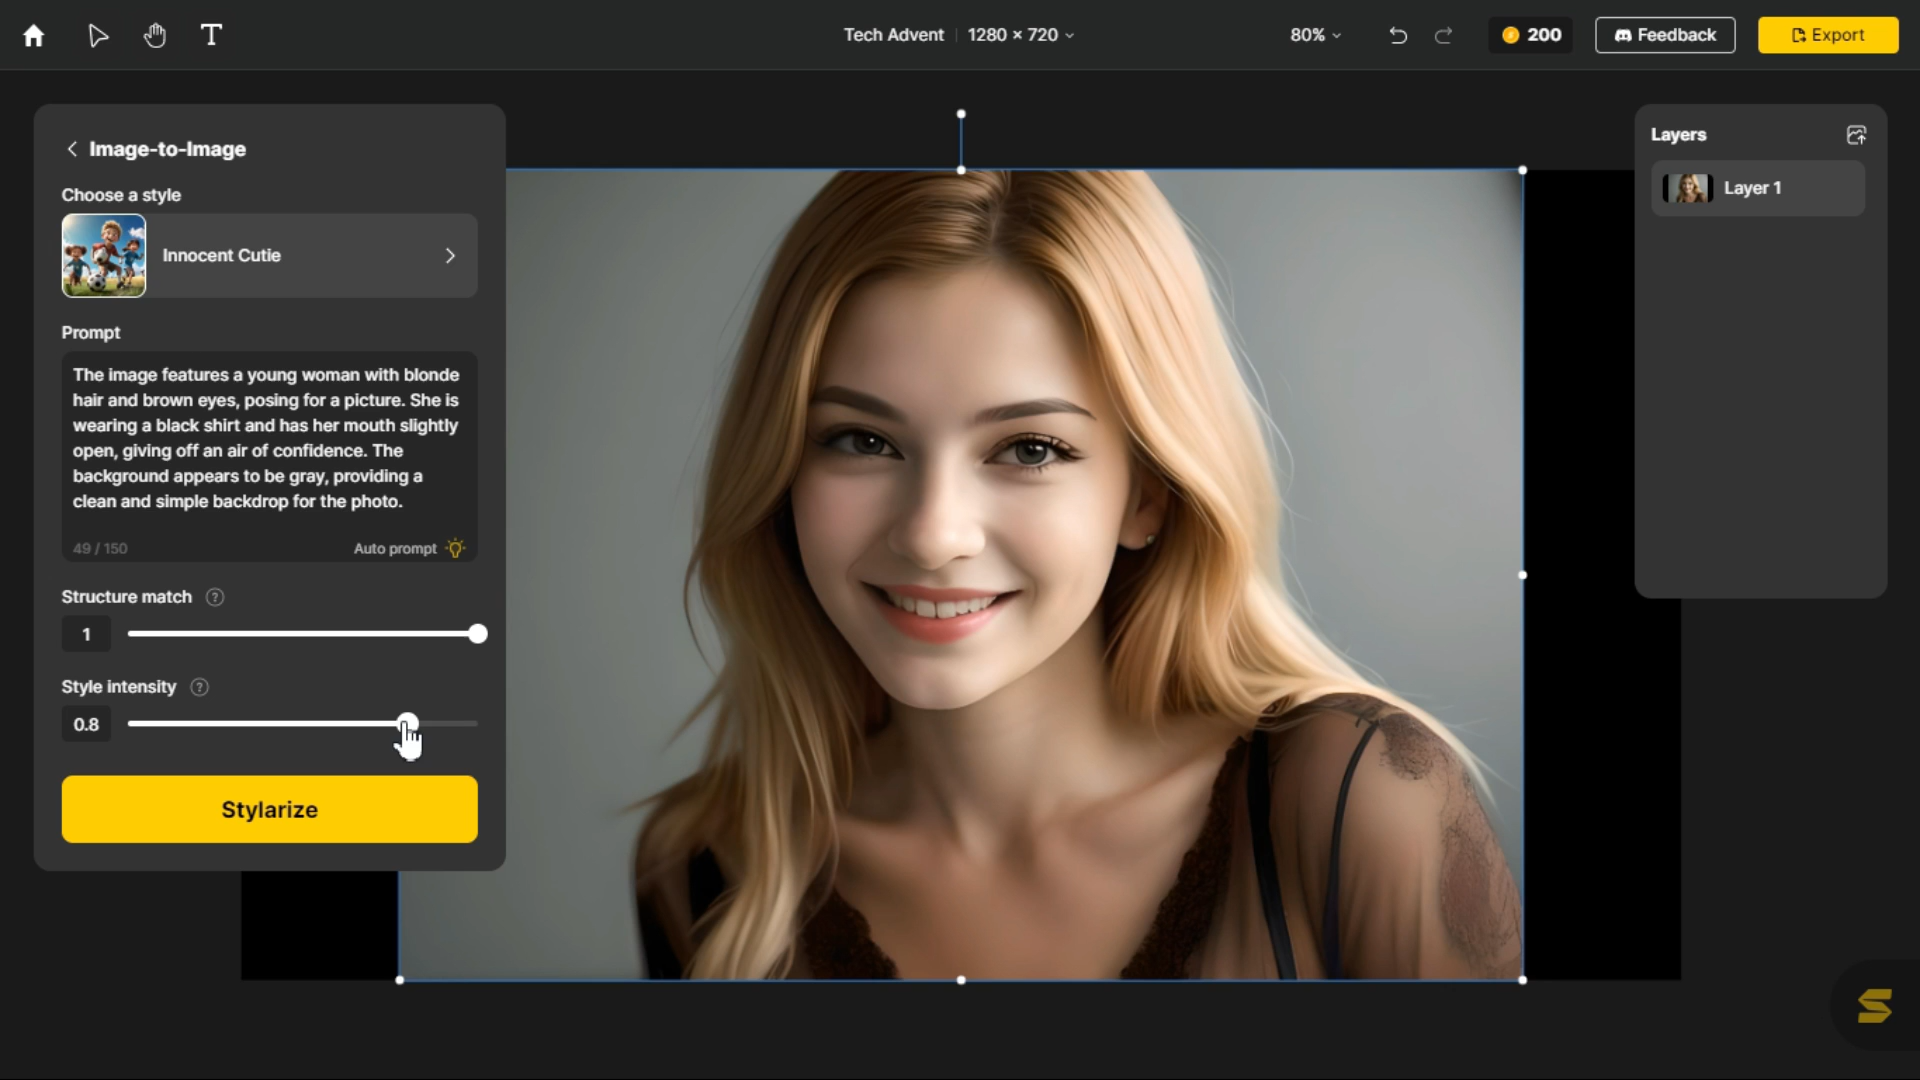 T
Tech Advent
1280 × 720
80%
200
Feedback
Export
Image-to-Image
Choose a style
Innocent Cutie
Prompt
The image features a young woman with blonde
hair and brown eyes, posing for a picture. She is
wearing a black shirt and has her mouth slightly
open, giving off an air of confidence. The
background appears to be gray, providing a
clean and simple backdrop for the photo.
49 / 150
Auto prompt
Structure match ?
1
Style intensity ?
0.8
Stylarize
Layers
Layer 1